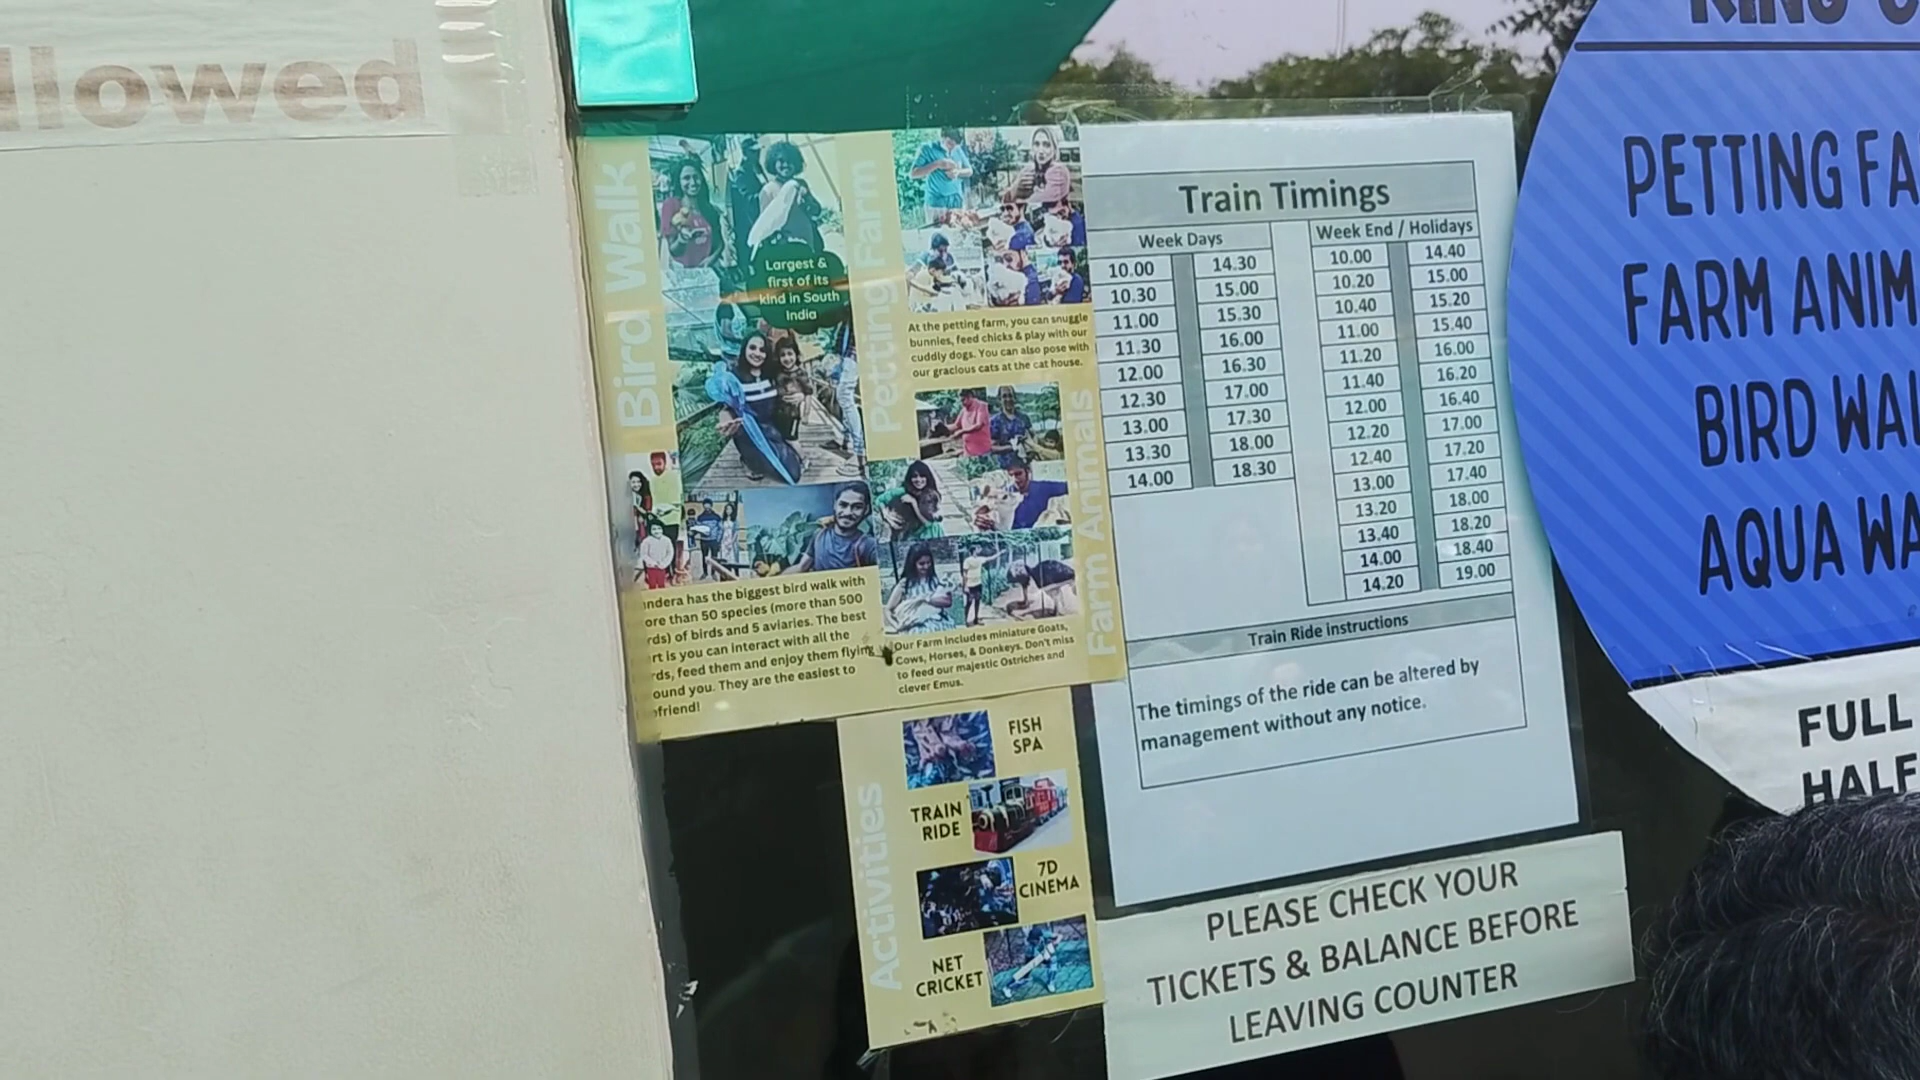 llowed
Bird Walk
Largest &
first of its
kind in South
India
ndera has the biggest bird walk with
ore than 50 species (more than 500
rds) of birds and 5 aviaries. The best
rt is you can interact with all the
rds, feed them and enjoy them flying
ound you. They are the easiest to
friend!
Petting Farm
At the petting farm, you can snuggle
bunnies, feed chicks & play with our
cuddly dogs. You can also pose with
our gracious cats at the cat house.
Farm Animals
Our Farm includes miniature Goats,
Cows, Horses, & Donkeys. Don't miss
to feed our majestic Ostriches and
clever Emus.
Activities
FISH
SPA
TRAIN
RIDE
7D
CINEMA
NET
CRICKET
Train Timings
Week Days
10.00 14.30
10.30 15.00
11.00 15.30
11.30 16.00
12.00 16.30
12.30 17.00
13.00 17.30
13.30 18.00
14.00 18.30
Week End / Holidays
10.00 14.40
10.20 15.00
10.40 15.20
11.00 15.40
11.20 16.00
11.40 16.20
12.00 16.40
12.20 17.00
12.40 17.20
13.00 17.40
13.20 18.00
13.40 18.20
14.00 18.40
14.20 19.00
Train Ride instructions
The timings of the ride can be altered by
management without any notice.
PLEASE CHECK YOUR
TICKETS & BALANCE BEFORE
LEAVING COUNTER
PETTING FA
FARM ANIM
BIRD WAL
AQUA WA
FULL
HALF